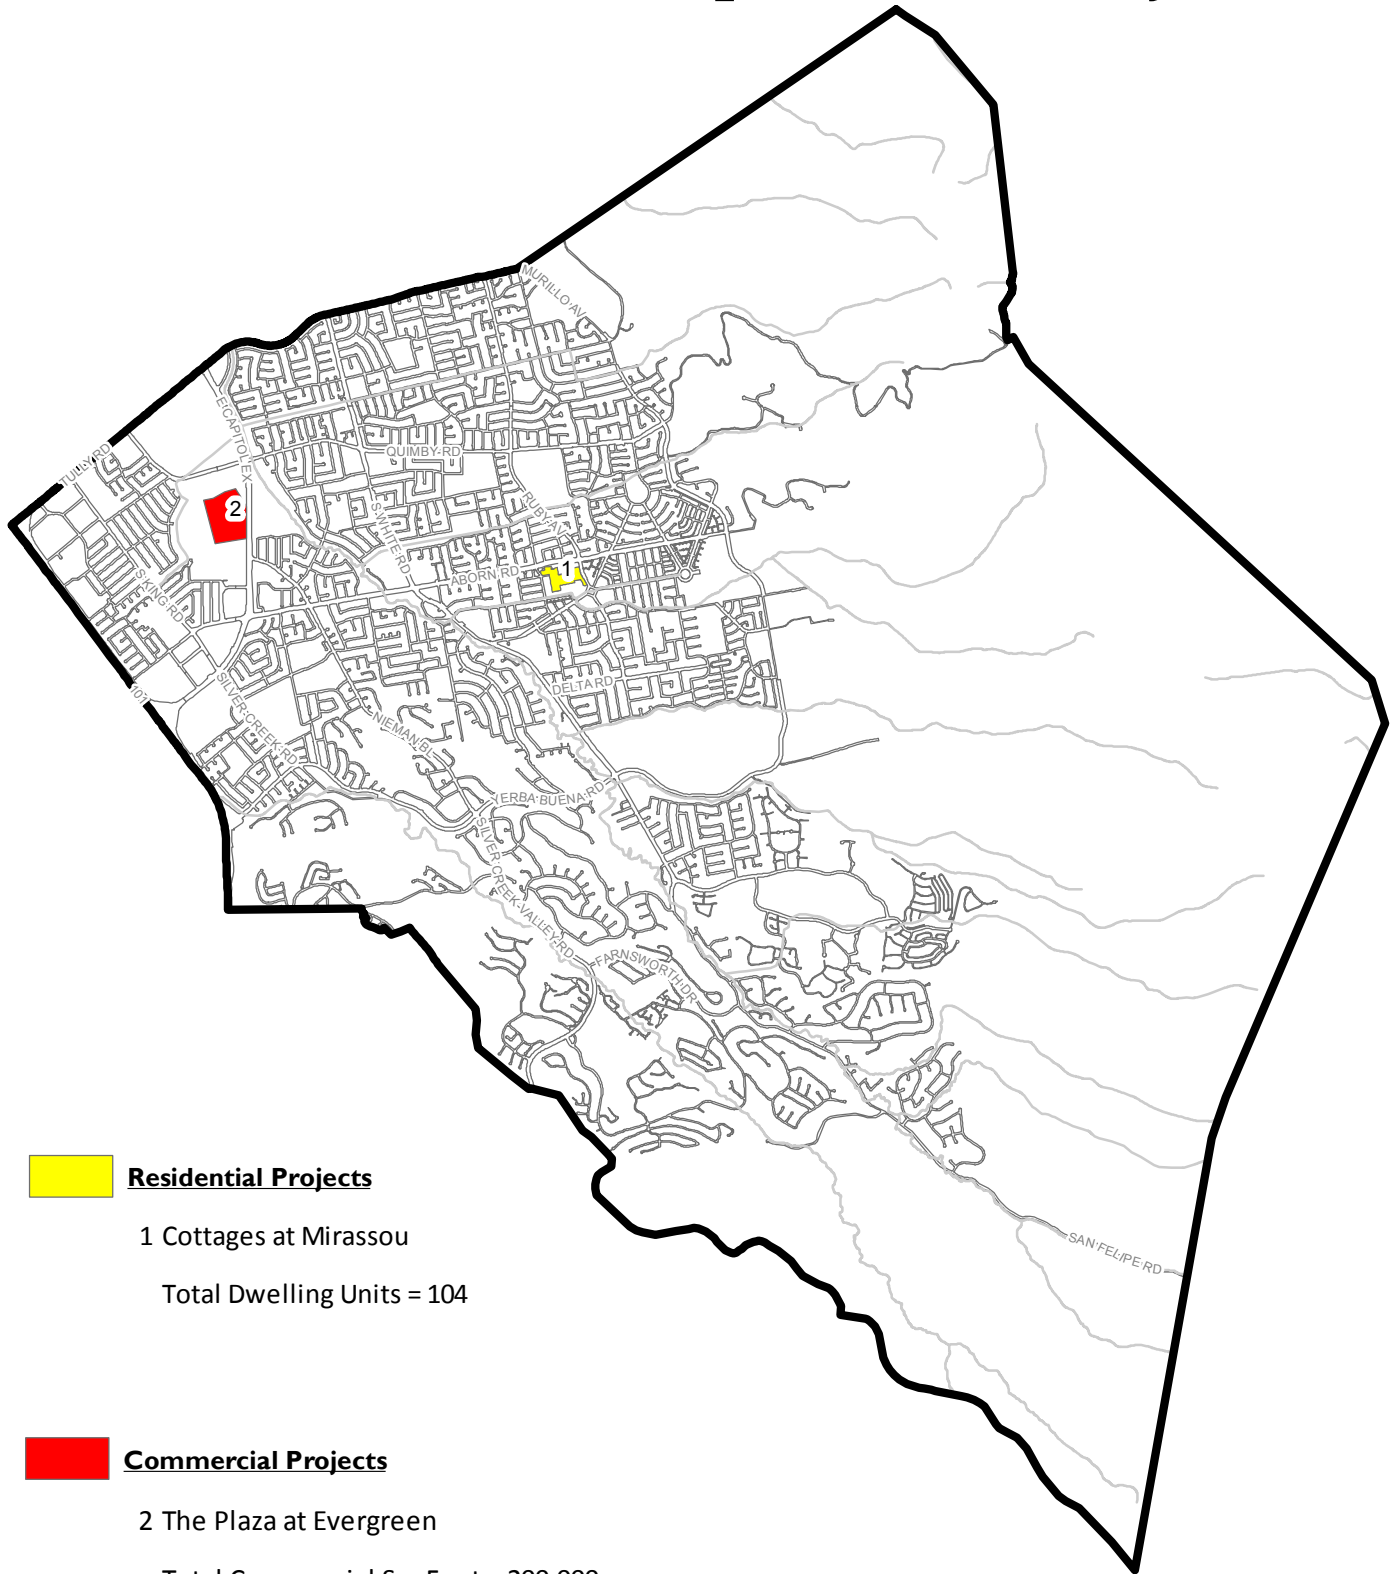 MURILLO AV
E CAPITOL EX
TULLY RD
QUIMBY RD
2
S WHITE RD
RUBY AV
1
ABORN RD
S KING RD
DELTA RD
101
SILVER CREEK RD
NIEMAN BL
YERBA BUENA RD
SILVER CREEK VALLEY RD
FARNSWORTH DR
SAN FELIPE RD
Residential Projects
1 Cottages at Mirassou
Total Dwelling Units = 104
Commercial Projects
2 The Plaza at Evergreen